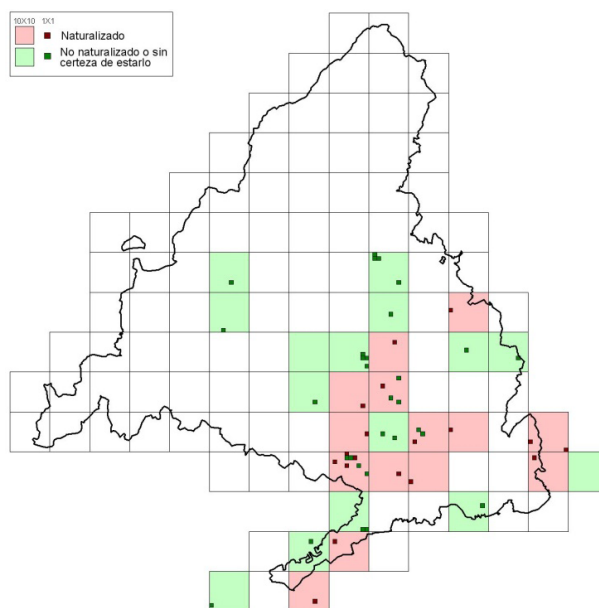 10X10 1X1
Naturalizado
No naturalizado o sin
certeza de estarlo